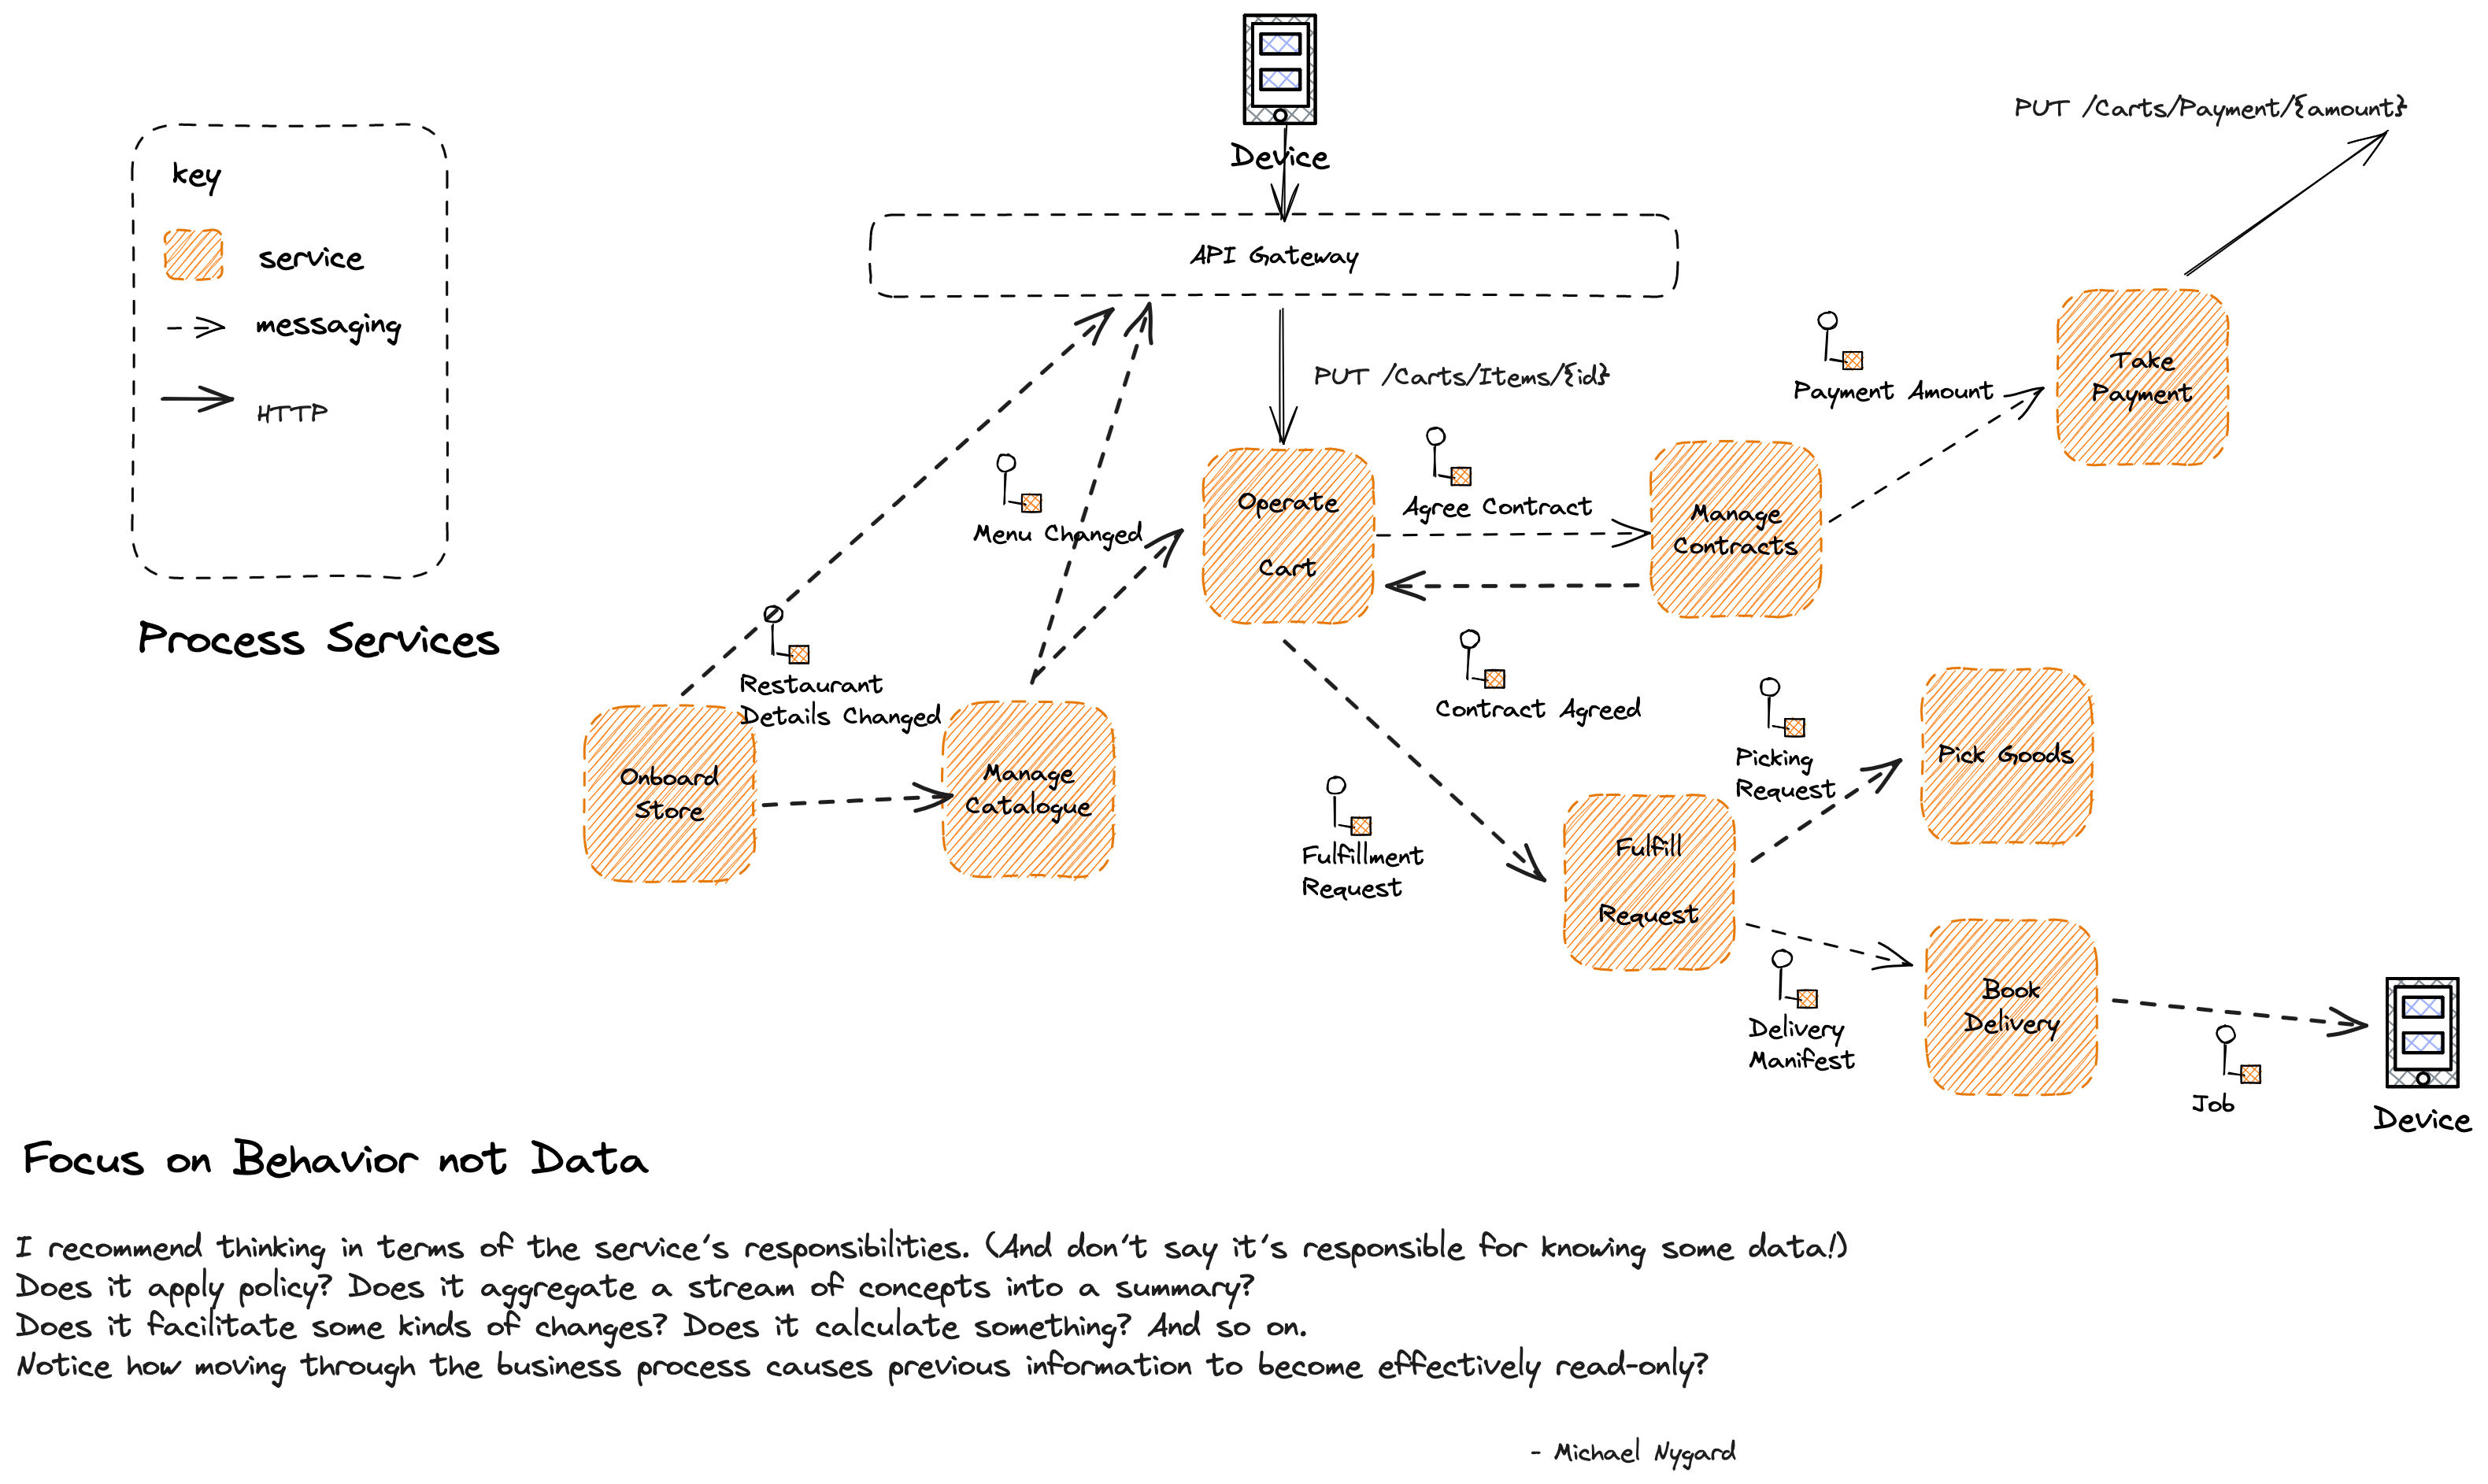 Device
PUT /Carts/Payment/{amount}
key
service
messaging
HTTP
Process Services
API Gateway
PUT /Carts/Items/{id}
Payment Amount
Take
Payment
Menu Changed
Operate
Cart
Agree Contract
Manage
Contracts
Restaurant
Details Changed
Contract Agreed
Onboard
Store
Manage
Catalogue
Picking
Request
Pick Goods
Fulfillment
Request
Fulfill
Request
Delivery
Manifest
Book
Delivery
Job
Device
Focus on Behavior not Data
I recommend thinking in terms of the service's responsibilities. (And don't say it's responsible for knowing some data!)
Does it apply policy? Does it aggregate a stream of concepts into a summary?
Does it facilitate some kinds of changes? Does it calculate something? And so on.
Notice how moving through the business process causes previous information to become effectively read-only?
- Michael Nygard